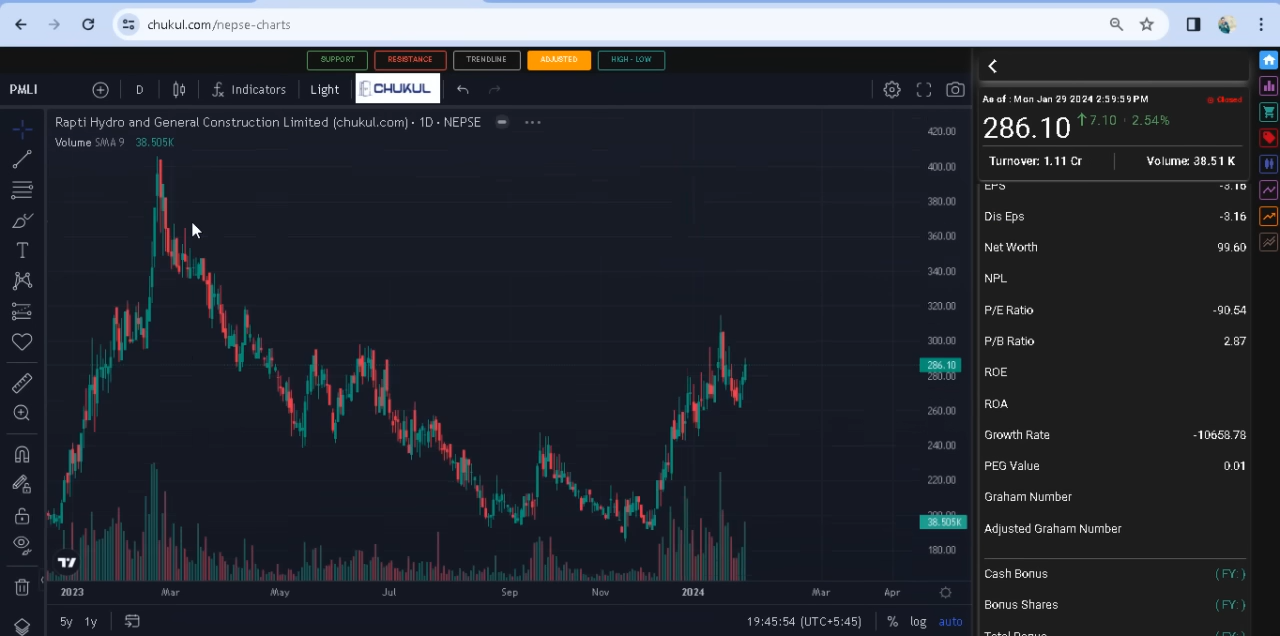 chukul.com/nepse-charts
SUPPORT RESISTANCE TRENDLINE ADJUSTED HIGH - LOW
PMLI D Indicators Light CHUKUL
Rapti Hydro and General Construction Limited (chukul.com) · 1D · NEPSE
Volume SMA 9 38.505K
420.00
400.00
380.00
360.00
340.00
320.00
300.00
286.10
280.00
260.00
240.00
220.00
200.00
38.505K
180.00
2023 Mar May Jul Sep Nov 2024 Mar Apr
5y 1y 19:45:54 (UTC+5:45) % log auto
As of : Mon Jan 29 2024 2:59:59 PM Closed
286.10 7.10 · 2.54%
Turnover: 1.11 Cr Volume: 38.51 K
EPS -3.16
Dis Eps -3.16
Net Worth 99.60
NPL
P/E Ratio -90.54
P/B Ratio 2.87
ROE
ROA
Growth Rate -10658.78
PEG Value 0.01
Graham Number
Adjusted Graham Number
Cash Bonus ( FY: )
Bonus Shares ( FY: )
Total Bonus ( FY: )